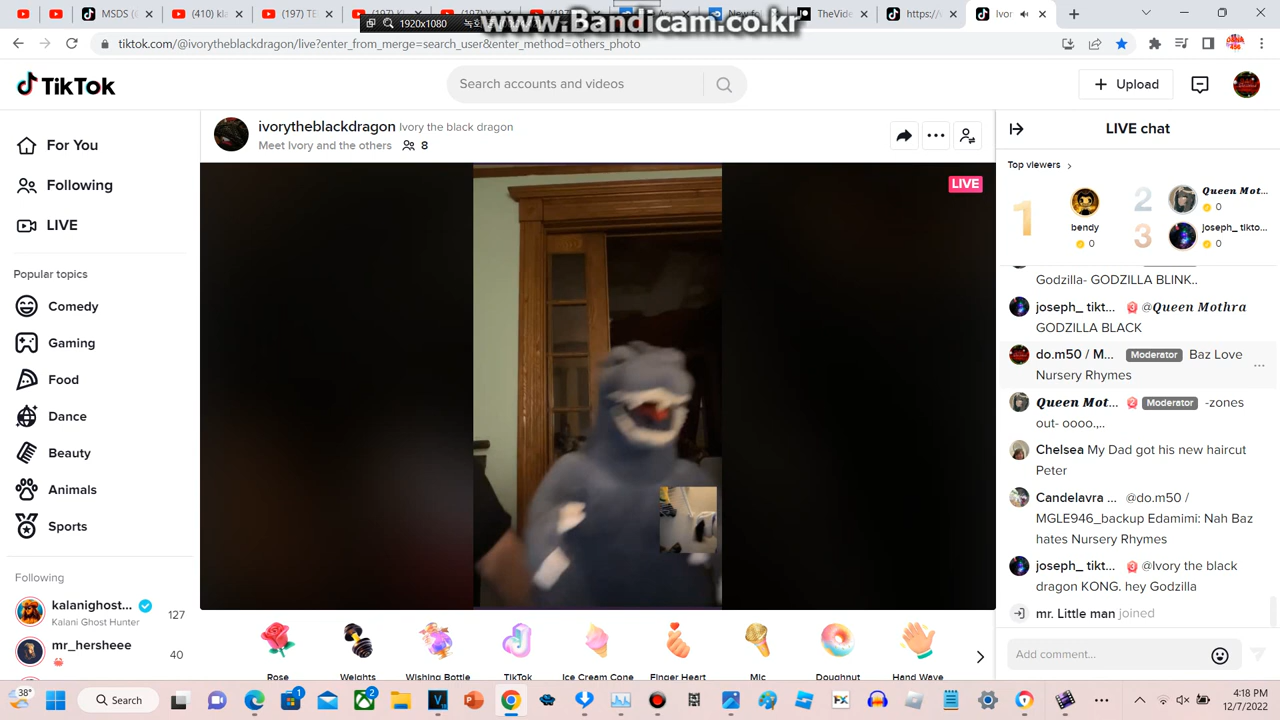 MSDS (
(410) kl
(197) TE
(197)
New fo
TheVide
https://
Ivor
1920x1080
www.Bandicam.co.kr
tiktok.com/@ivorytheblackdragon/live?enter_from_merge=search_user&enter_method=others_photo
TikTok
Search accounts and videos
Upload
For You
Following
LIVE
Popular topics
Comedy
Gaming
Food
Dance
Beauty
Animals
Sports
Following
kalanighost...
Kalani Ghost Hunter
127
mr_hersheee
40
ivorytheblackdragon Ivory the black dragon
Meet Ivory and the others 8
LIVE
Rose
Weights
Wishing Bottle
TikTok
Ice Cream Cone
Finger Heart
Mic
Doughnut
Hand Wave
LIVE chat
Top viewers
1
bendy
0
2
Queen Mot...
0
3
joseph_ tikto...
0
Godzilla- GODZILLA BLINK..
joseph_ tikt... @Queen Mothra
GODZILLA BLACK
do.m50 / M... Moderator Baz Love
Nursery Rhymes
Queen Mot... Moderator -zones
out- oooo.,..
Chelsea My Dad got his new haircut
Peter
Candelavra ... @do.m50 /
MGLE946_backup Edamimi: Nah Baz
hates Nursery Rhymes
joseph_ tikt... @Ivory the black
dragon KONG. hey Godzilla
mr. Little man joined
Add comment...
38°
Search
4:18 PM
12/7/2022